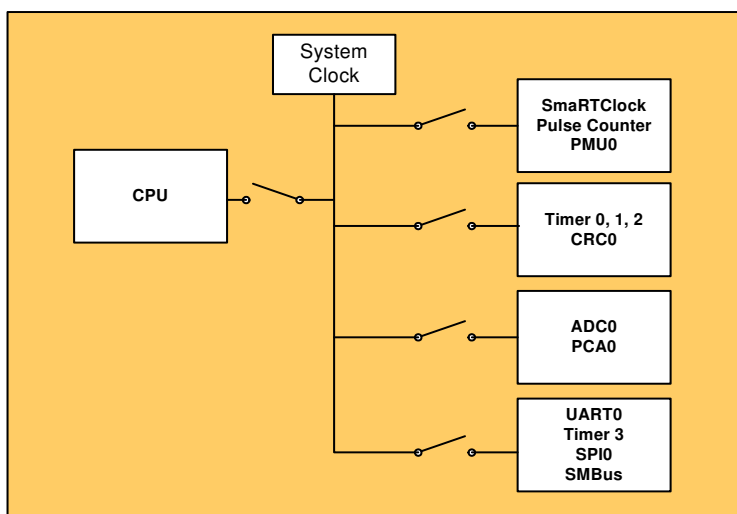 System
Clock
SmaRTClock
Pulse Counter
PMU0
CPU
Timer 0, 1, 2
CRC0
ADC0
PCA0
UART0
Timer 3
SPI0
SMBus